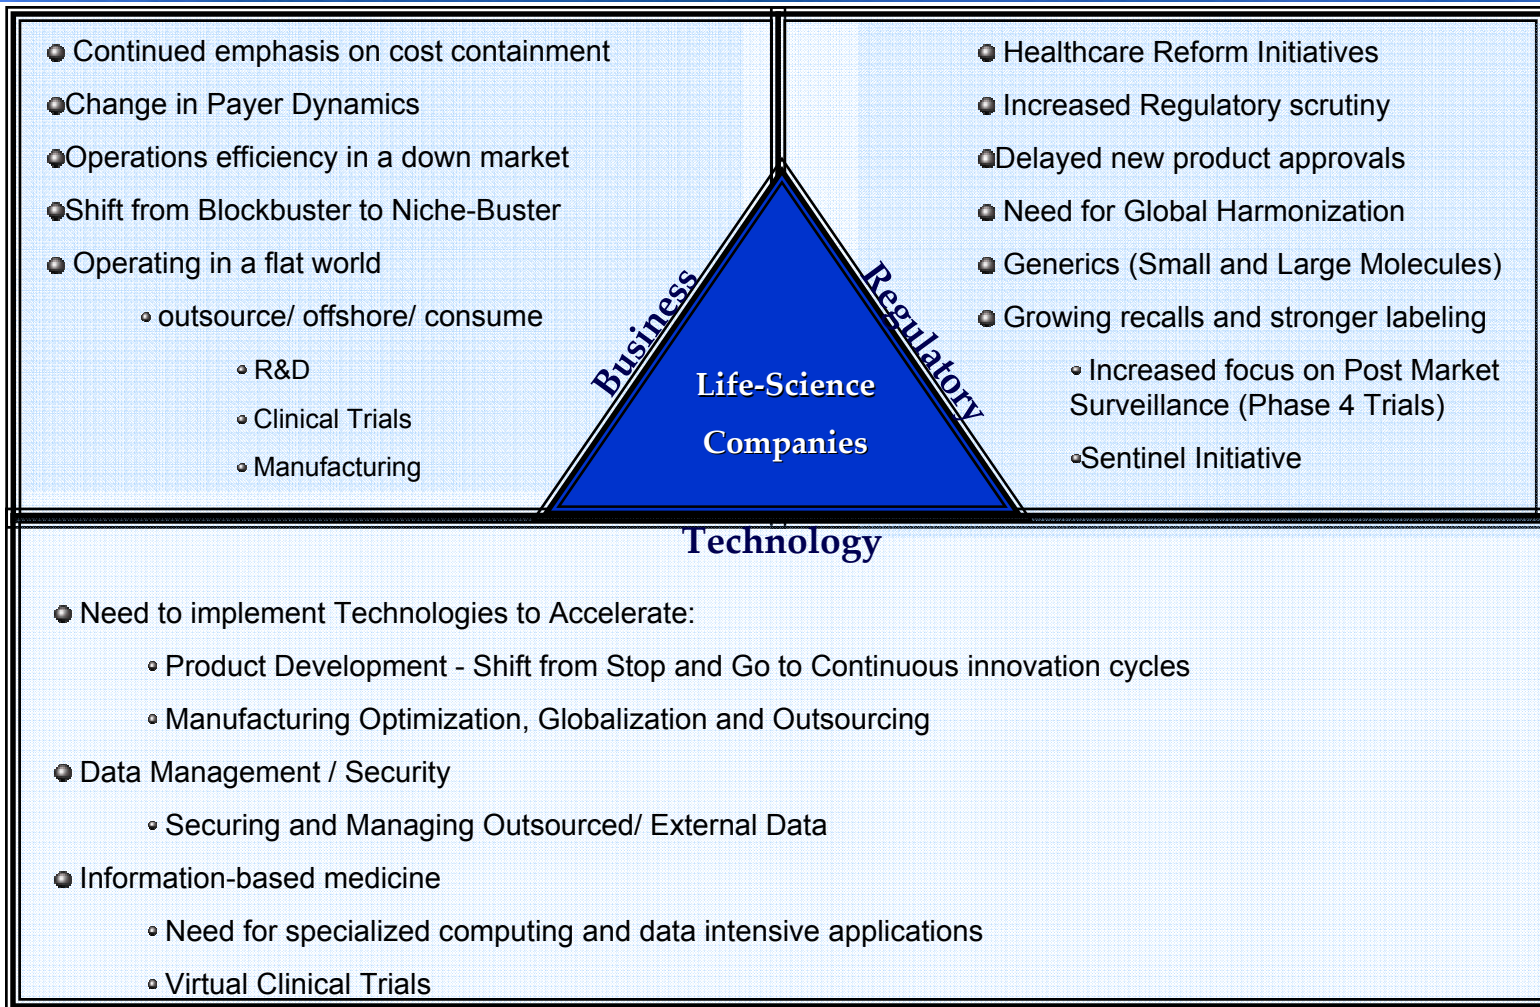 Continued emphasis on cost containment
Change in Payer Dynamics
Operations efficiency in a down market
Shift from Blockbuster to Niche-Buster
Operating in a flat world
outsource/ offshore/ consume
R&D
Clinical Trials
Manufacturing
Business
Life-Science
Companies
Regulatory
Healthcare Reform Initiatives
Increased Regulatory scrutiny
Delayed new product approvals
Need for Global Harmonization
Generics (Small and Large Molecules)
Growing recalls and stronger labeling
Increased focus on Post Market
Surveillance (Phase 4 Trials)
Sentinel Initiative
Technology
Need to implement Technologies to Accelerate:
Product Development - Shift from Stop and Go to Continuous innovation cycles
Manufacturing Optimization, Globalization and Outsourcing
Data Management / Security
Securing and Managing Outsourced/ External Data
Information-based medicine
Need for specialized computing and data intensive applications
Virtual Clinical Trials